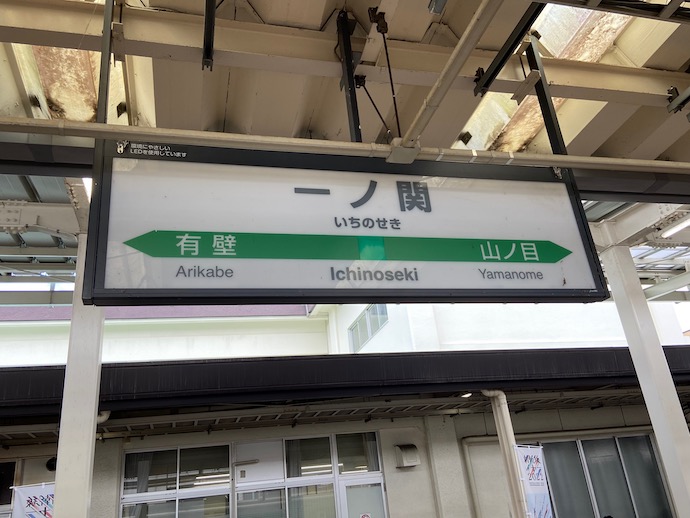 環境にやさしい
LEDを使用しています
一ノ関
いちのせき
有壁 山ノ目
Arikabe Ichinoseki Yamanome